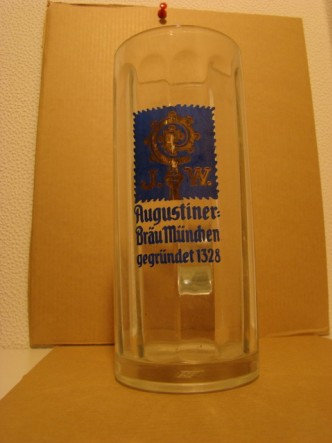 J. W.
Augustiner=
Bräu München
gegründet 1328